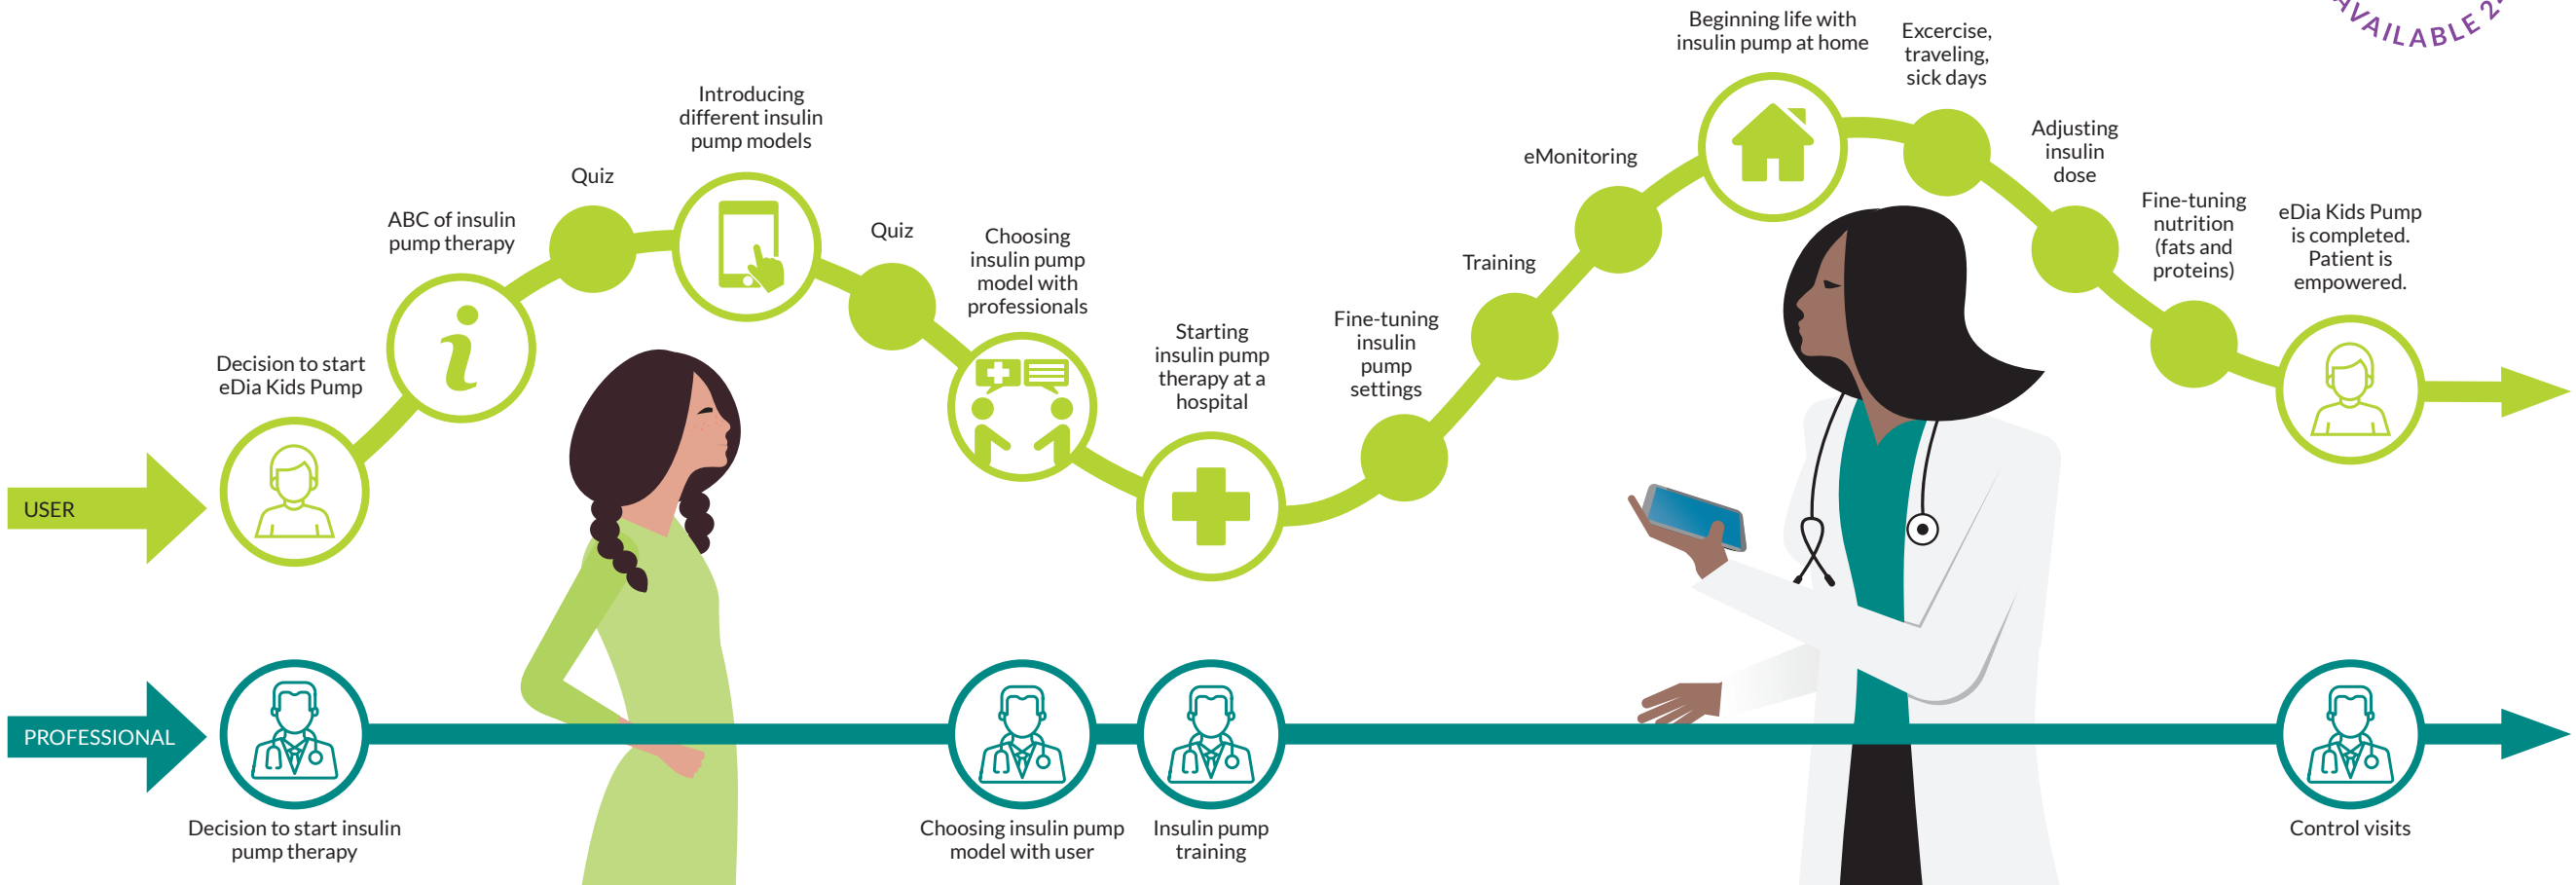 AVAILABLE
Beginning life with
insulin pump at home
Excercise,
traveling,
sick days
Introducing
different insulin
pump models
Adjusting
insulin
dose
eMonitoring
Quiz
Fine-tuning
nutrition
(fats and
proteins)
eDia Kids Pump
is completed.
Patient is
empowered.
ABC of insulin
pump therapy
Quiz
Choosing
insulin pump
model with
professionals
Training
Fine-tuning
insulin
pump
settings
Starting
insulin pump
therapy at a
hospital
Decision to start
eDia Kids Pump
USER
PROFESSIONAL
Decision to start insulin
pump therapy
Choosing insulin pump
model with user
Insulin pump
training
Control visits